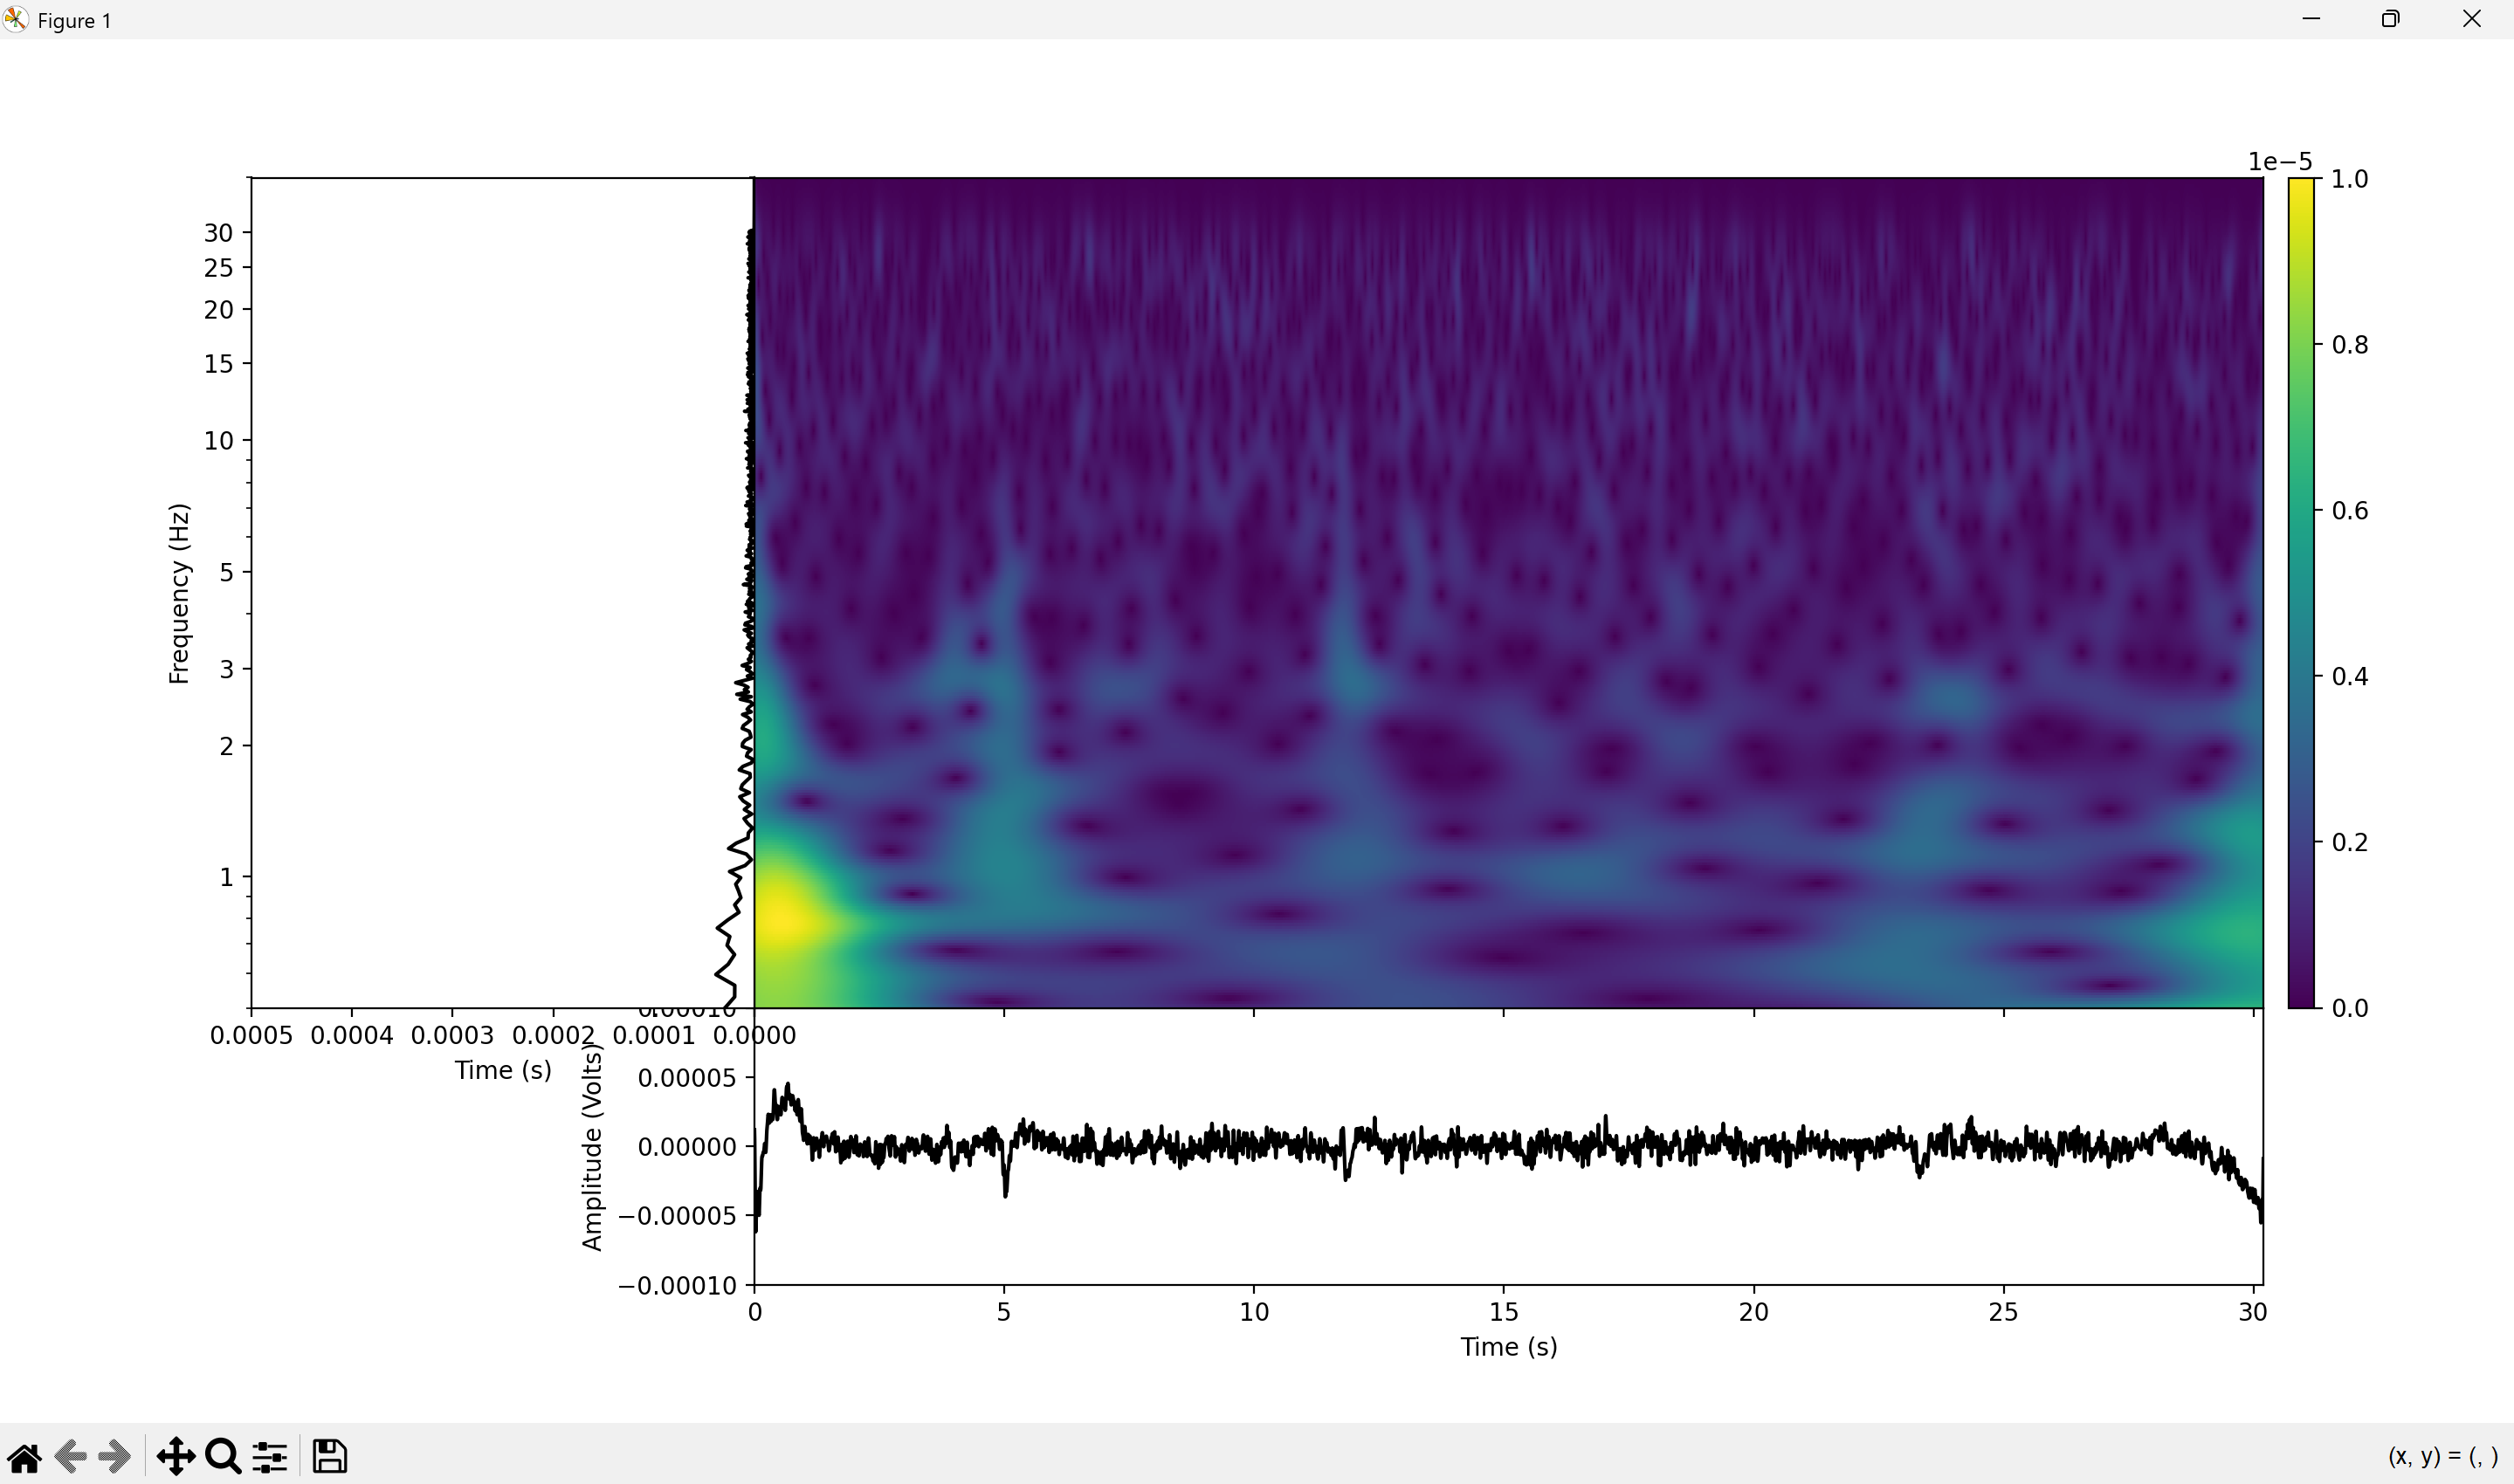 Figure 1
1e−5
30
25
20
15
10
5
3
2
1
Frequency (Hz)
1.0
0.8
0.6
0.4
0.2
0.0
0.0005 0.0004 0.0003 0.0002 0.0001 0.0000
Time (s)
Amplitude (Volts)
0.00005
0.00000
−0.00005
−0.00010
0 5 10 15 20 25 30
Time (s)
(x, y) = (, )